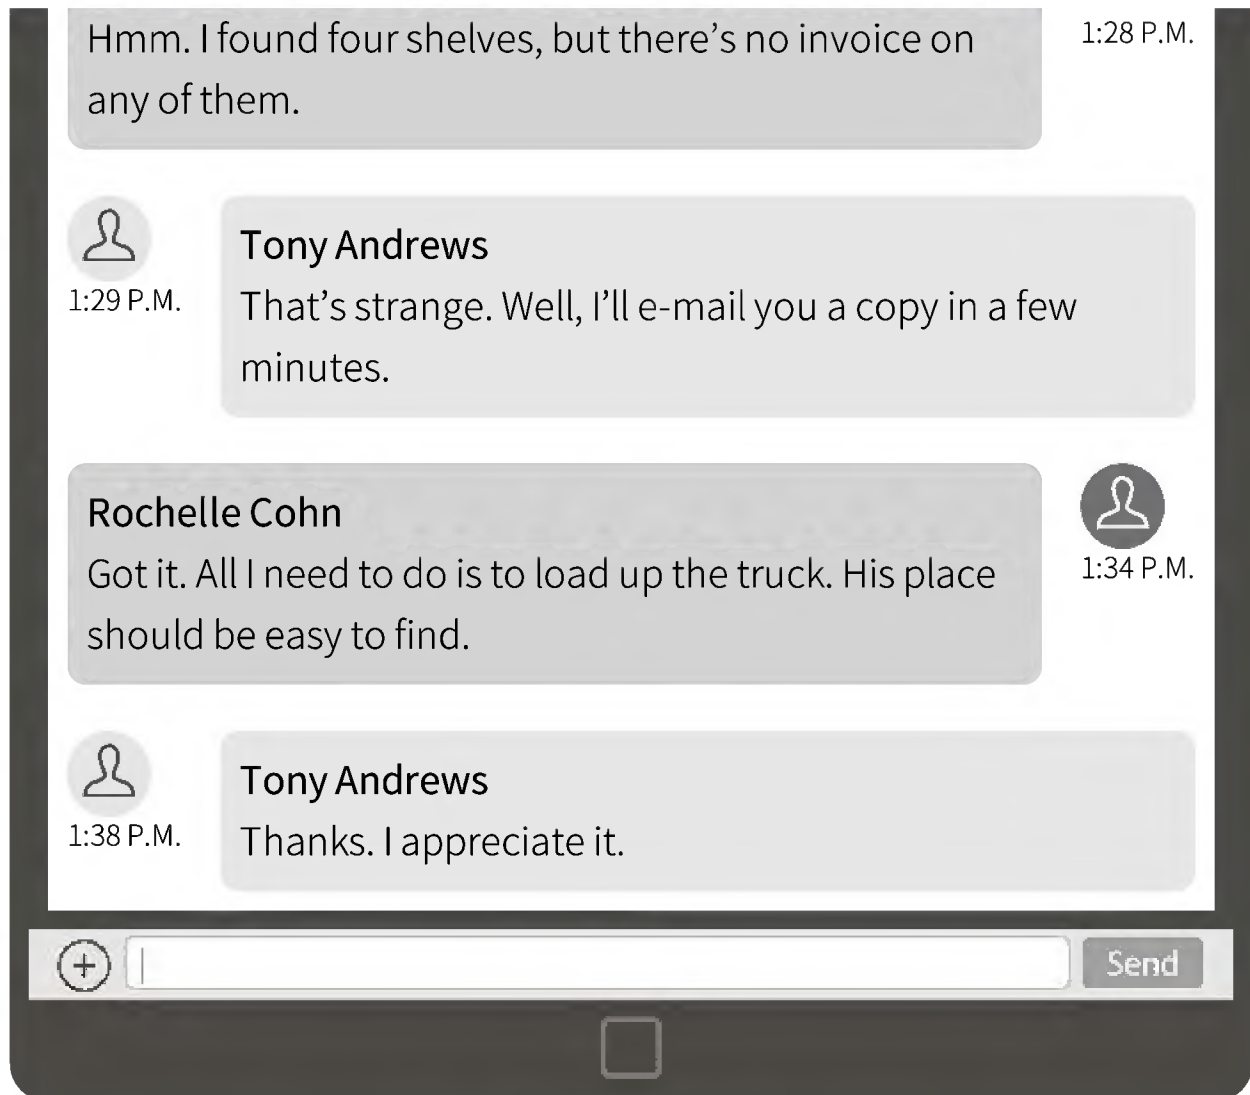 Hmm. I found four shelves, but there's no invoice on
any of them.
1:28 P.M.
Tony Andrews
1:29 P.M.
That's strange. Well, I'll e-mail you a copy in a few
minutes.
Rochelle Cohn
Got it. All I need to do is to load up the truck. His place
should be easy to find.
1:34 P.M.
Tony Andrews
1:38 P.M.
Thanks. I appreciate it.
Send